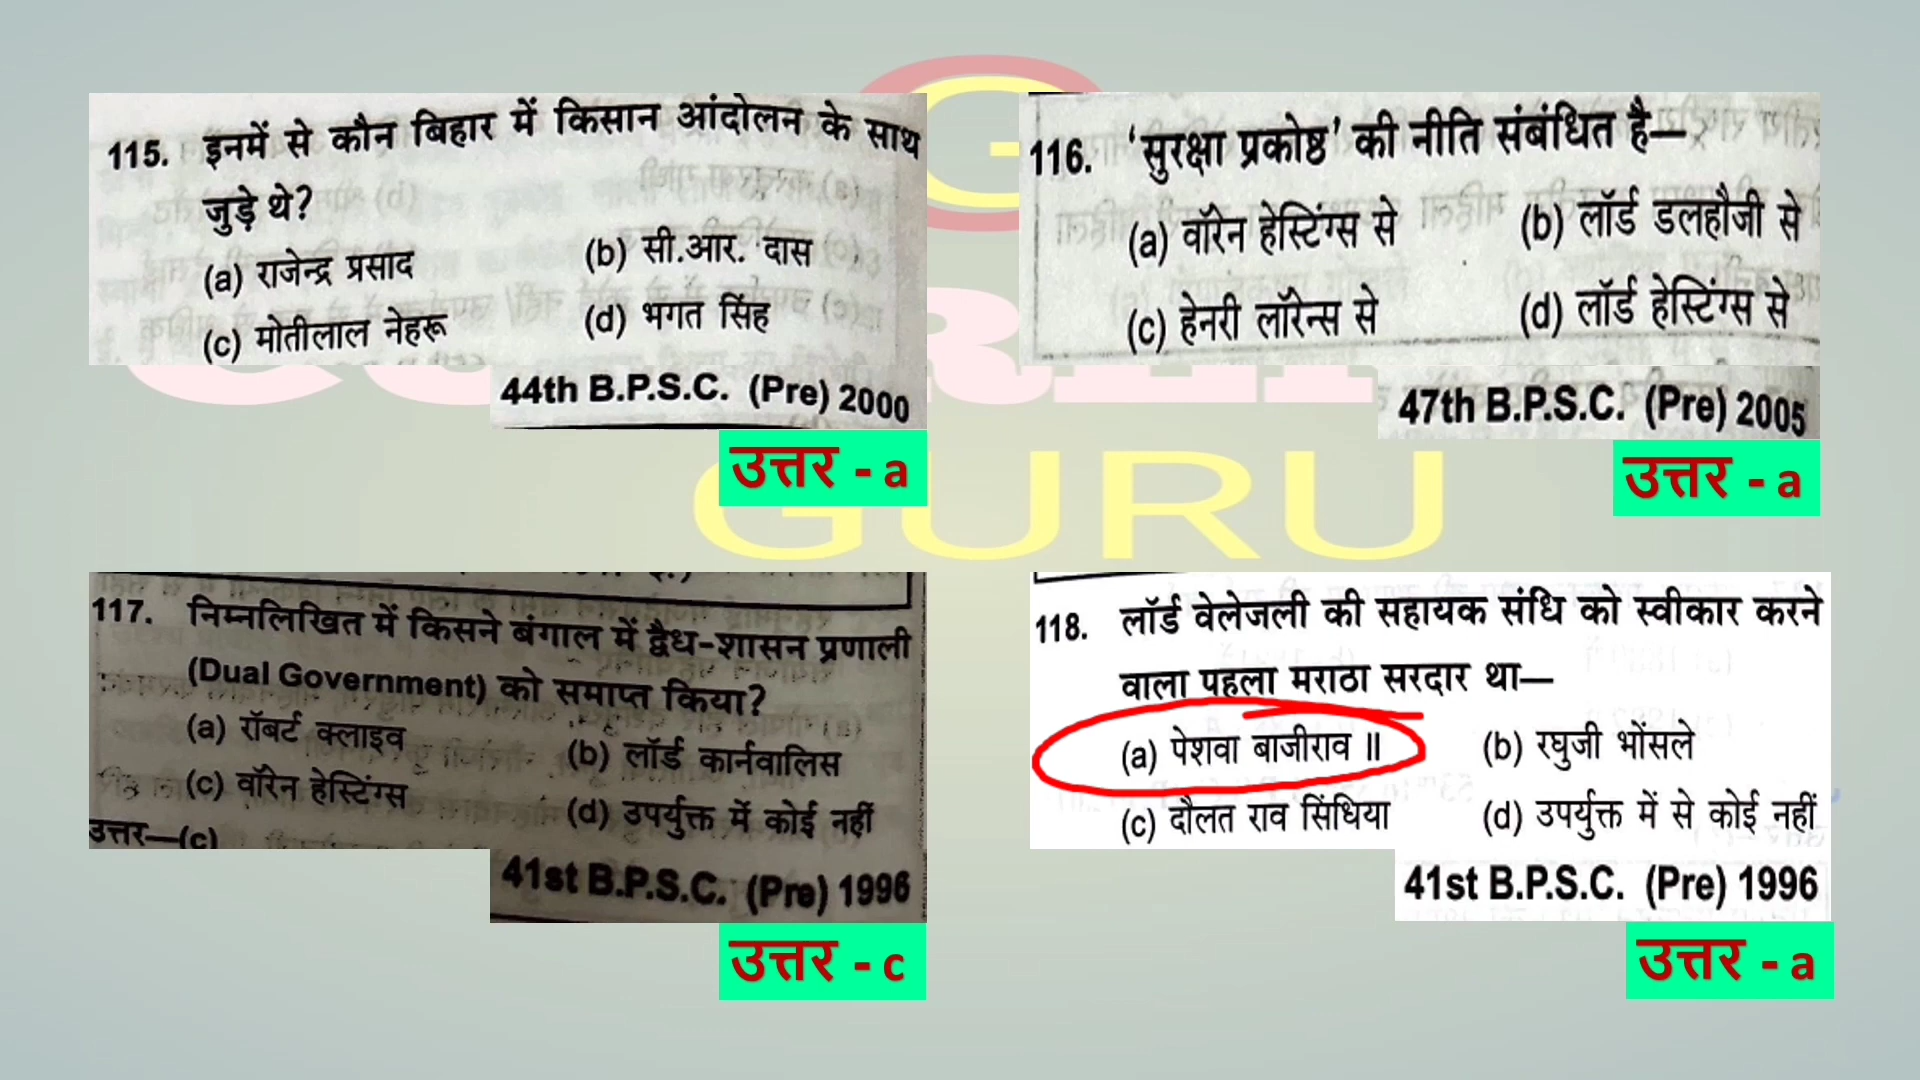 115. इनमें से कौन बिहार में किसान आंदोलन के साथ
जुड़े थे?
(a) राजेन्द्र प्रसाद (b) सी.आर. दास
(c) मोतीलाल नेहरू (d) भगत सिंह
44th B.P.S.C. (Pre) 2000
उत्तर - a
116. 'सुरक्षा प्रकोष्ठ' की नीति संबंधित है—
(a) वॉरेन हेस्टिंग्स से (b) लॉर्ड डलहौजी से
(c) हेनरी लॉरेन्स से (d) लॉर्ड हेस्टिंग्स से
47th B.P.S.C. (Pre) 2005
उत्तर - a
117. निम्नलिखित में किसने बंगाल में द्वैध-शासन प्रणाली
(Dual Government) को समाप्त किया?
(a) रॉबर्ट क्लाइव (b) लॉर्ड कार्नवालिस
(c) वॉरेन हेस्टिंग्स (d) उपर्युक्त में कोई नहीं
उत्तर—(c)
41st B.P.S.C. (Pre) 1996
उत्तर - c
118. लॉर्ड वेलेजली की सहायक संधि को स्वीकार करने
वाला पहला मराठा सरदार था—
(a) पेशवा बाजीराव II (b) रघुजी भोंसले
(c) दौलत राव सिंधिया (d) उपर्युक्त में से कोई नहीं
41st B.P.S.C. (Pre) 1996
उत्तर - a
GURU